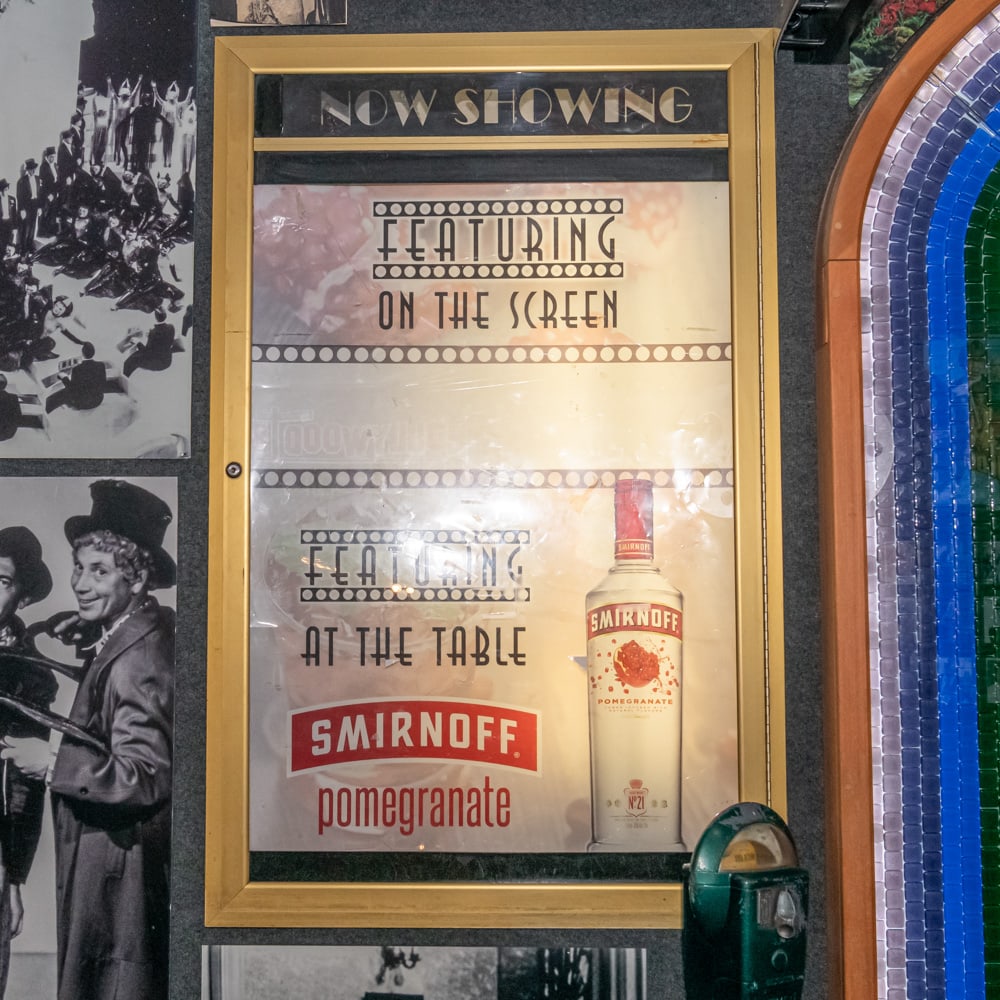 NOW SHOWING
FEATURING
ON THE SCREEN
FEATURING
AT THE TABLE
SMIRNOFF
pomegranate
SMIRNOFF
SMIRNOFF
POMEGRANATE
Nº21